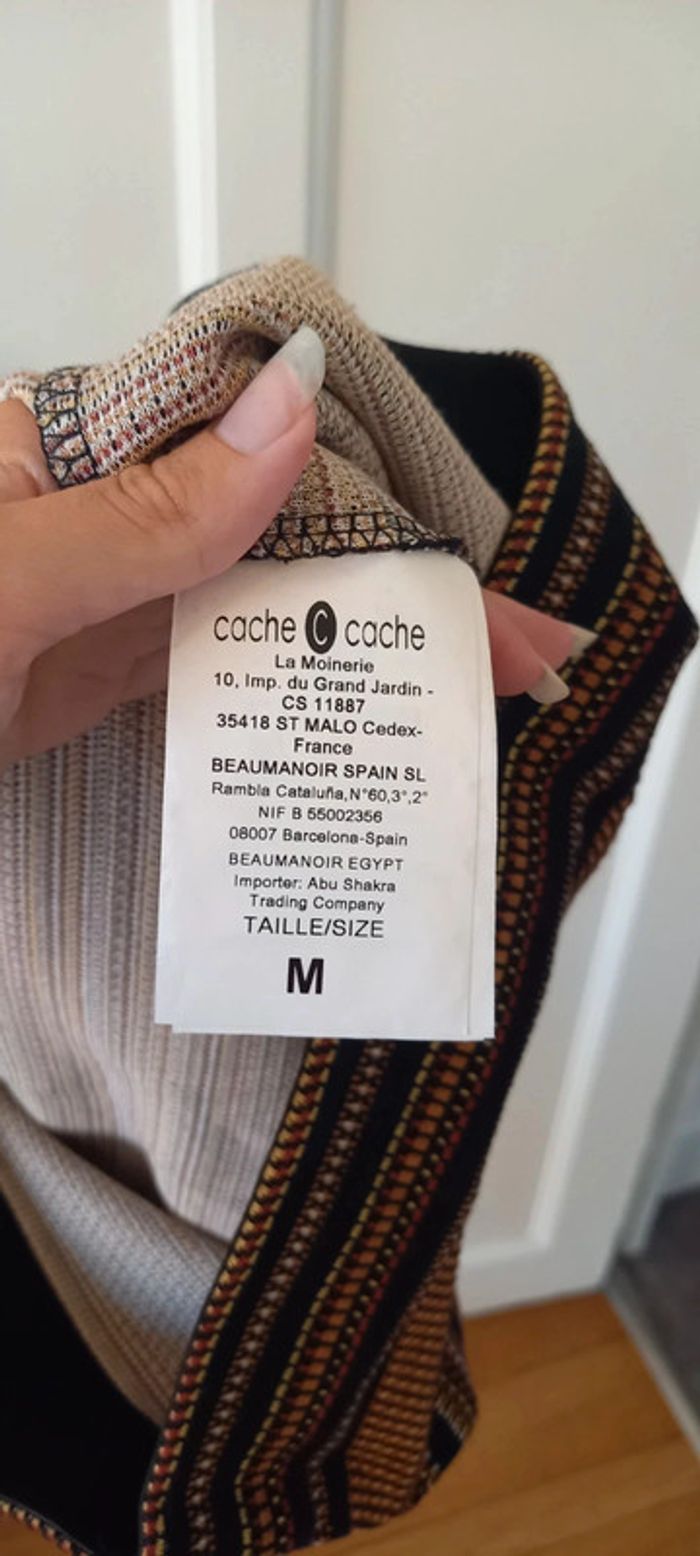 cache C cache
La Moinerie
10, Imp. du Grand Jardin -
CS 11887
35418 ST MALO Cedex-
France
BEAUMANOIR SPAIN SL
Rambla Cataluña,N°60,3°,2°
NIF B 55002356
08007 Barcelona-Spain
BEAUMANOIR EGYPT
Importer: Abu Shakra
Trading Company
TAILLE/SIZE
M